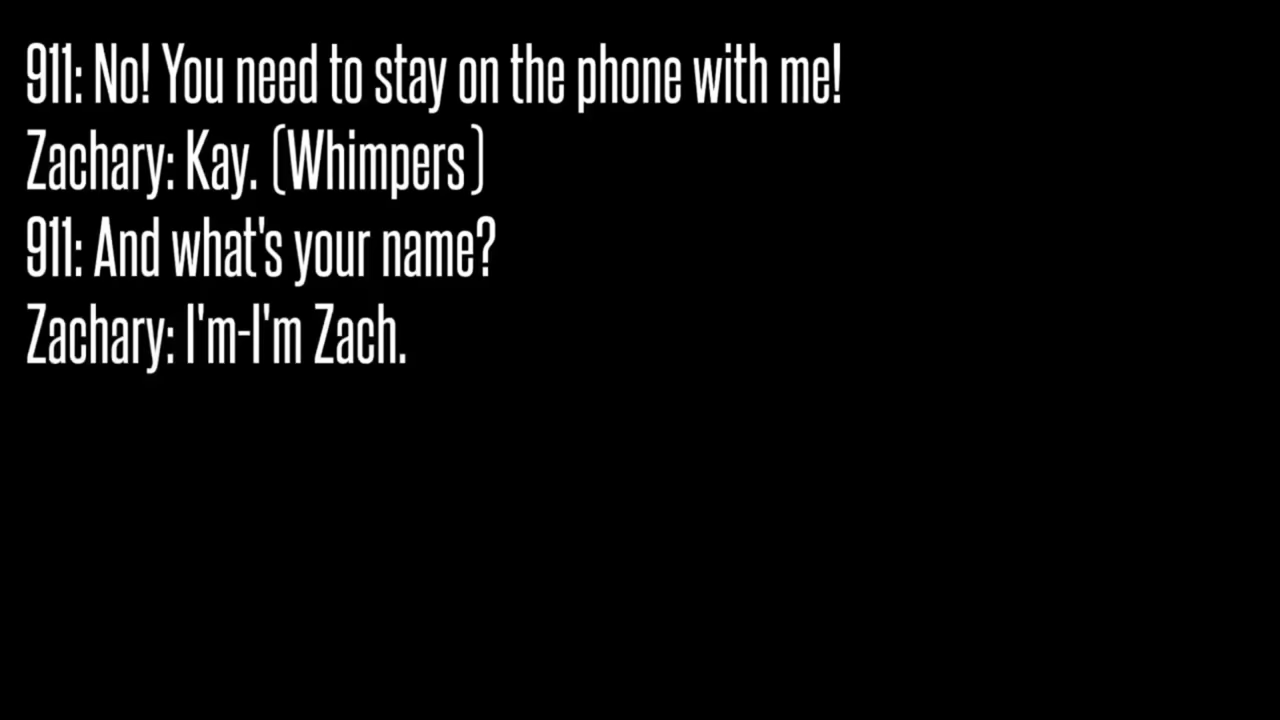 911: No! You need to stay on the phone with me!
Zachary: Kay. (Whimpers)
911: And what's your name?
Zachary: I'm-I'm Zach.